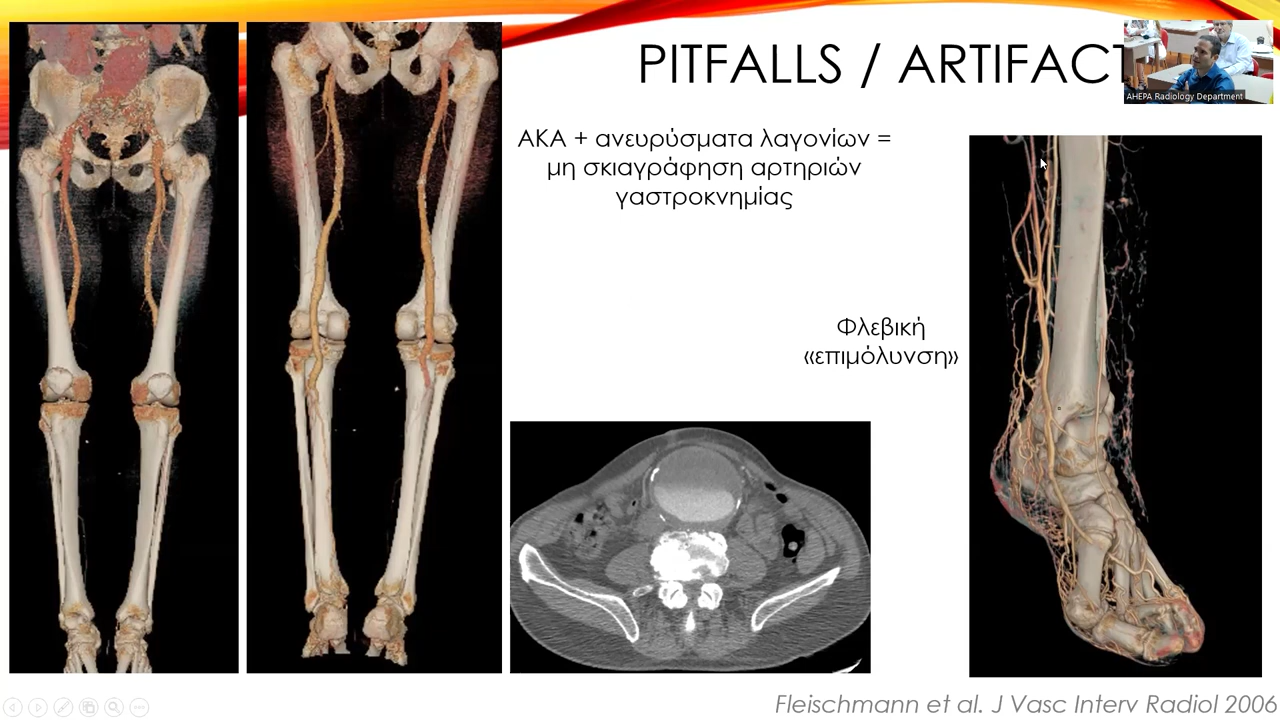 PITFALLS / ARTIFACT
AHEPA Radiology Department
ΑΚΑ + ανευρύσματα λαγονίων =
μη σκιαγράφηση αρτηριών
γαστροκνημίας
Φλεβική
«επιμόλυνση»
Fleischmann et al. J Vasc Interv Radiol 2006